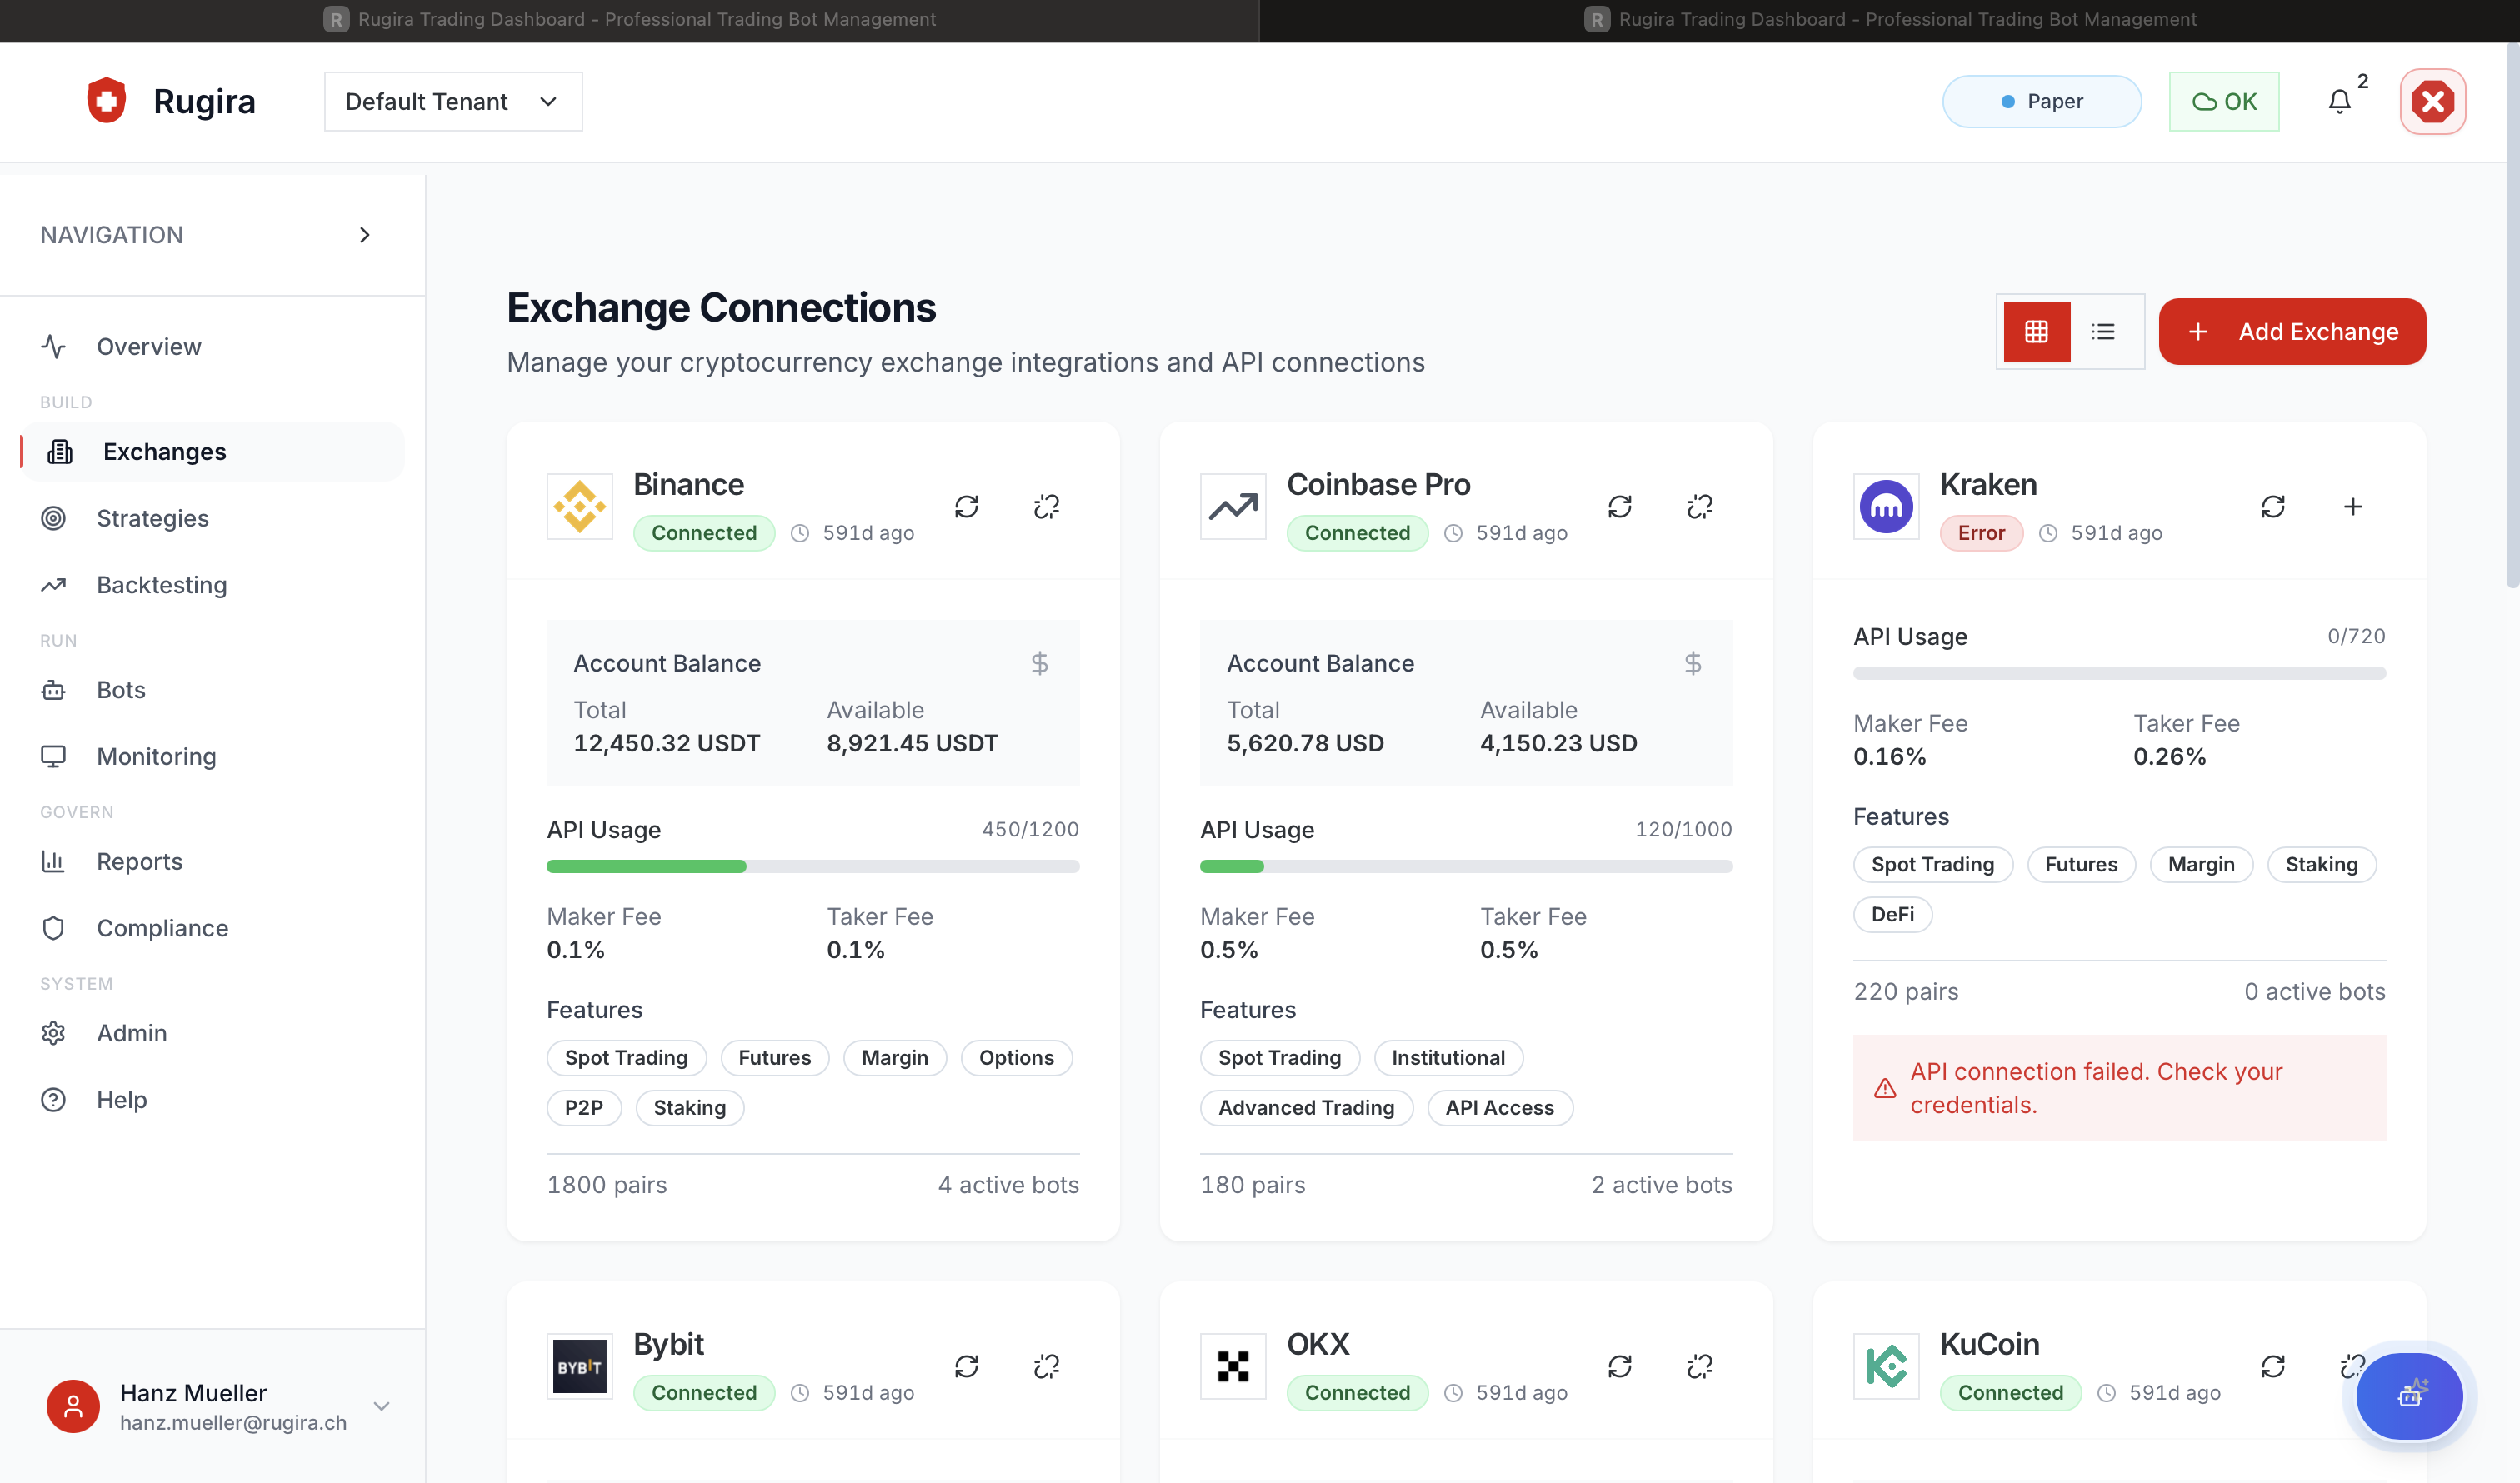 R Rugira Trading Dashboard - Professional Trading Bot Management
R Rugira Trading Dashboard - Professional Trading Bot Management
Rugira
Default Tenant
Paper
OK
2
NAVIGATION
Overview
BUILD
Exchanges
Strategies
Backtesting
RUN
Bots
Monitoring
GOVERN
Reports
Compliance
SYSTEM
Admin
Help
Hanz Mueller
hanz.mueller@rugira.ch
Exchange Connections
Manage your cryptocurrency exchange integrations and API connections
Add Exchange
Binance
Connected 591d ago
Account Balance
Total Available
12,450.32 USDT 8,921.45 USDT
API Usage 450/1200
Maker Fee Taker Fee
0.1% 0.1%
Features
Spot Trading Futures Margin Options
P2P Staking
1800 pairs 4 active bots
Coinbase Pro
Connected 591d ago
Account Balance
Total Available
5,620.78 USD 4,150.23 USD
API Usage 120/1000
Maker Fee Taker Fee
0.5% 0.5%
Features
Spot Trading Institutional
Advanced Trading API Access
180 pairs 2 active bots
Kraken
Error 591d ago
API Usage 0/720
Maker Fee Taker Fee
0.16% 0.26%
Features
Spot Trading Futures Margin Staking
DeFi
220 pairs 0 active bots
API connection failed. Check your
credentials.
BYBIT
Bybit
Connected 591d ago
OKX
Connected 591d ago
KuCoin
Connected 591d ago